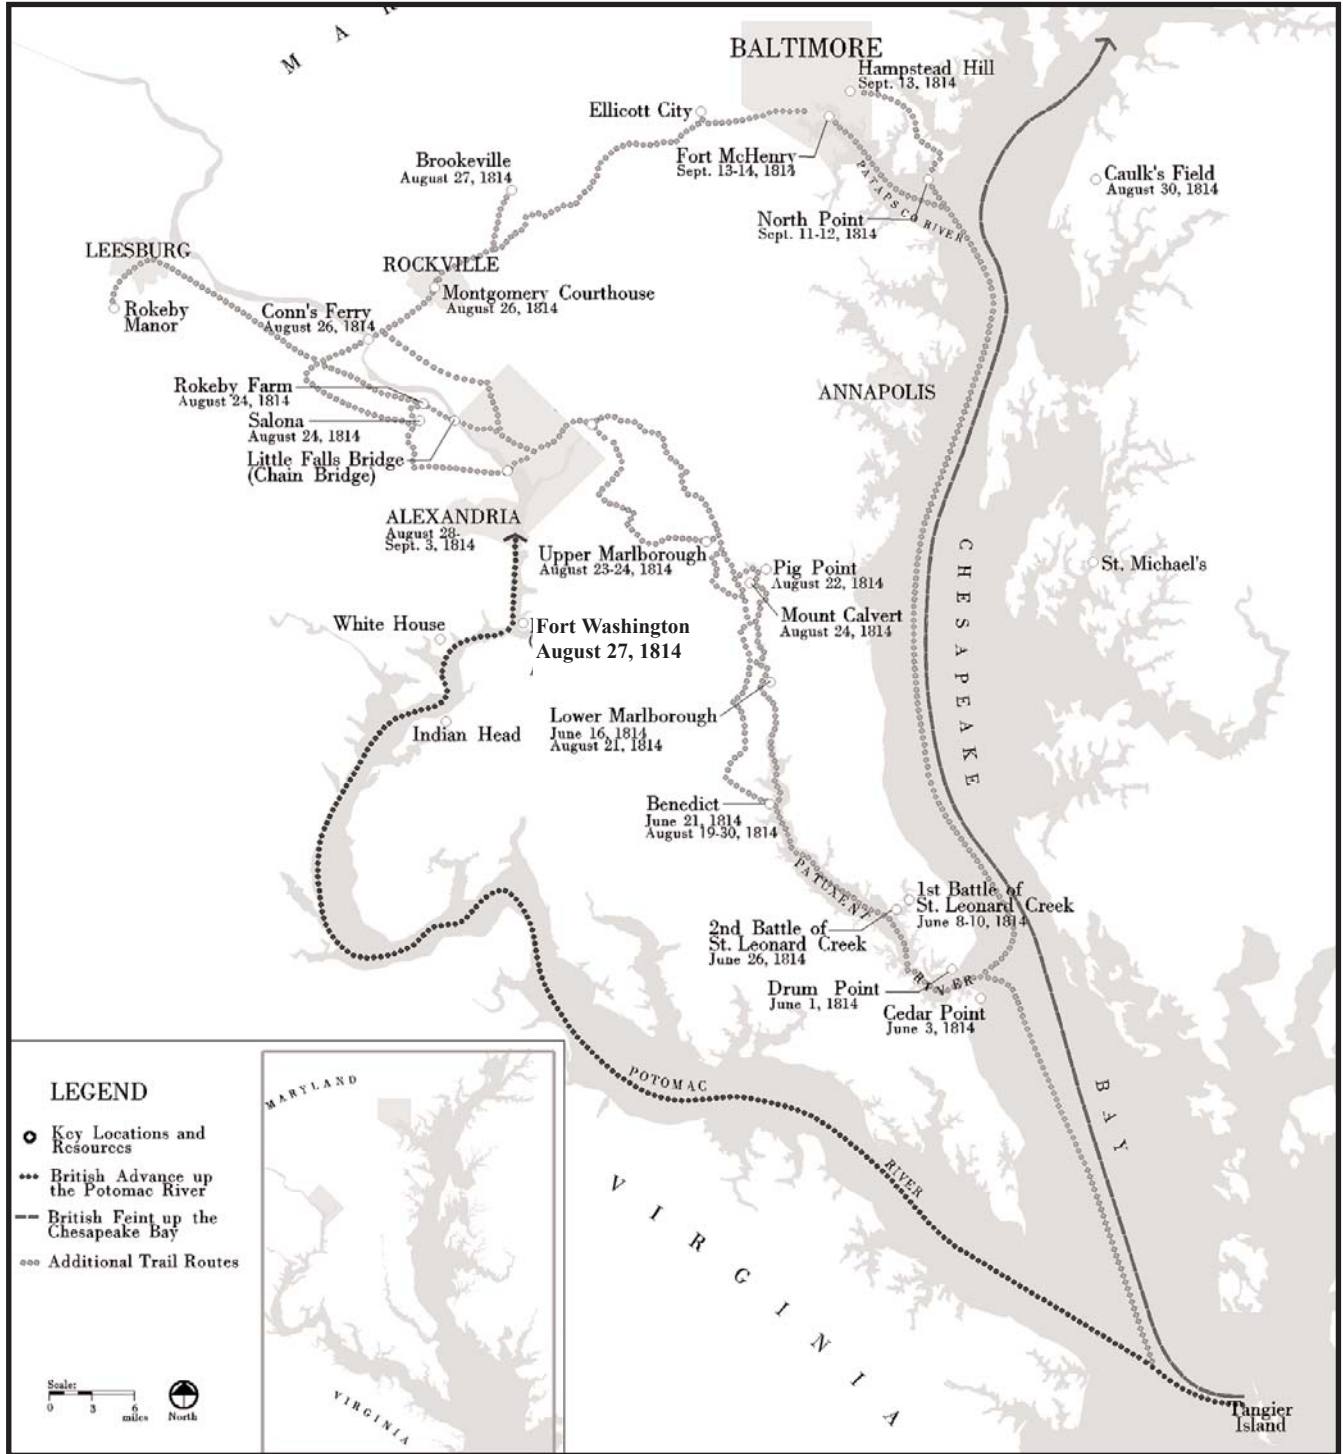 M A R
BALTIMORE
Hampstead Hill
Sept. 13, 1814
Ellicott City
Fort McHenry
Sept. 13-14, 1814
Brookeville
August 27, 1814
Caulk's Field
August 30, 1814
PATAPSCO RIVER
North Point
Sept. 11-12, 1814
LEESBURG
ROCKVILLE
Montgomery Courthouse
August 26, 1814
Rokeby
Manor
Conn's Ferry
August 26, 1814
Rokeby Farm
August 24, 1814
Salona
August 24, 1814
Little Falls Bridge
(Chain Bridge)
ANNAPOLIS
ALEXANDRIA
August 28-
Sept. 3, 1814
Upper Marlborough
August 23-24, 1814
Pig Point
August 22, 1814
St. Michael's
Mount Calvert
August 24, 1814
White House
Fort Washington
August 27, 1814
CHESAPEAKE
Indian Head
Lower Marlborough
June 16, 1814
August 21, 1814
Benedict
June 21, 1814
August 19-30, 1814
PATUXENT
1st Battle of
St. Leonard Creek
June 8-10, 1814
2nd Battle of
St. Leonard Creek
June 26, 1814
RIVER
Drum Point
June 1, 1814
Cedar Point
June 3, 1814
POTOMAC
BAY
RIVER
VIRGINIA
Tangier
Island
LEGEND
Key Locations and
Resources
British Advance up
the Potomac River
British Feint up the
Chesapeake Bay
Additional Trail Routes
Scale:
0 3 6
miles
North
MARYLAND
VIRGINIA